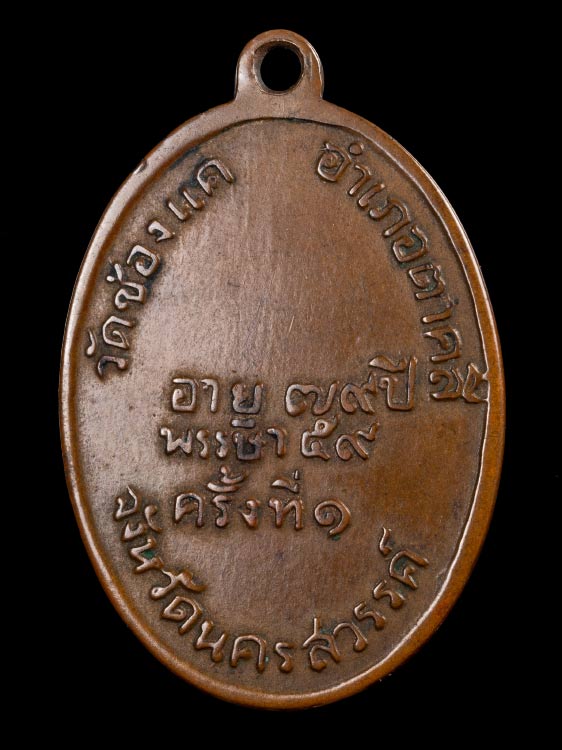 วัดช่องแค
อำเภอตาคลี
อายุ ๗๙ ปี
พรรษา ๕๙
ครั้งที่ ๑
จังหวัดนครสวรรค์